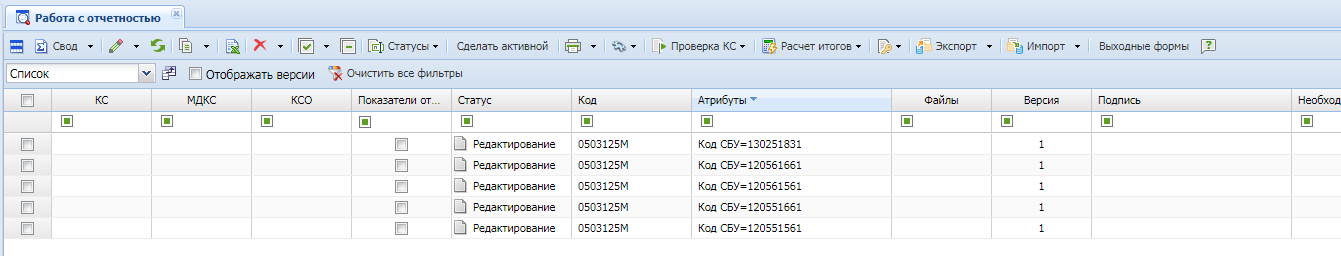 Работа с отчетностью
Свод Статусы Сделать активной Проверка КС Расчет итогов Экспорт Импорт Выходные формы ?
Список Отображать версии Очистить все фильтры
КС МДКС КСО Показатели от... Статус Код Атрибуты Файлы Версия Подпись Необход
Редактирование 0503125М Код СБУ=130251831 1
Редактирование 0503125М Код СБУ=120561661 1
Редактирование 0503125М Код СБУ=120561561 1
Редактирование 0503125М Код СБУ=120551661 1
Редактирование 0503125М Код СБУ=120551561 1